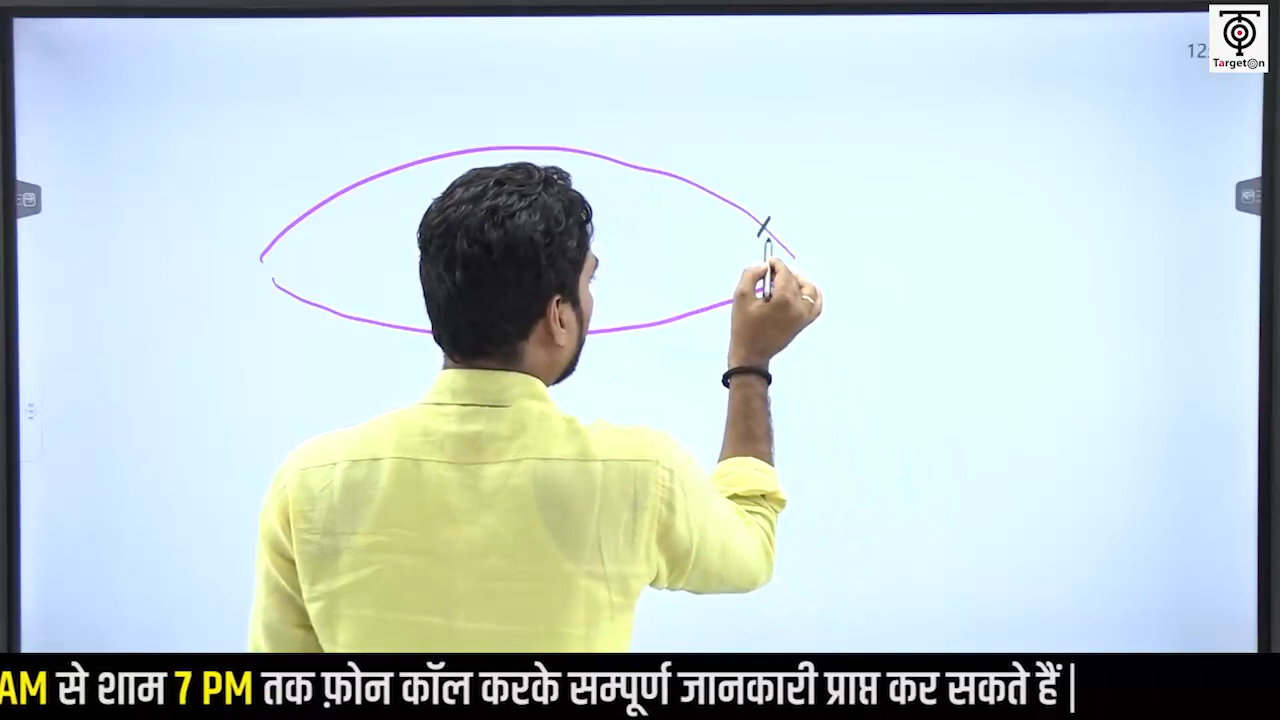 12:
TargetOn
AM से शाम 7 PM तक फ़ोन कॉल करके सम्पूर्ण जानकारी प्राप्त कर सकते हैं |